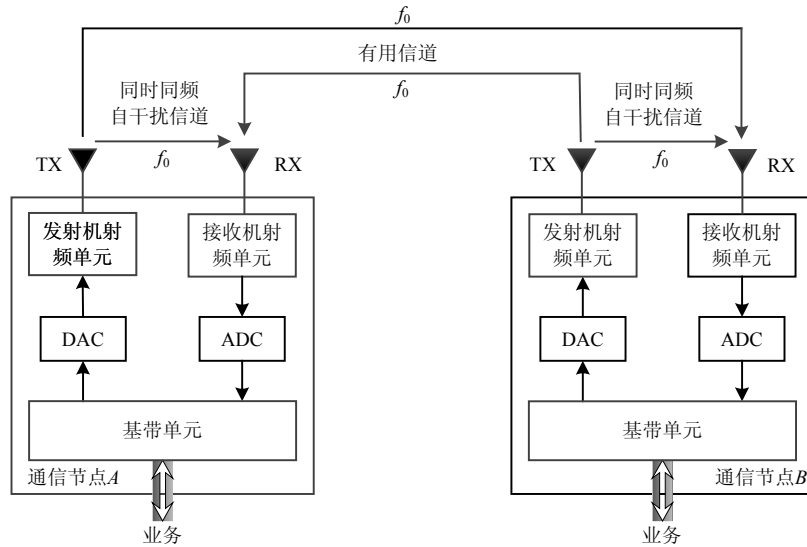 f₀
有用信道
f₀
同时同频
自干扰信道
f₀
同时同频
自干扰信道
f₀
TX
RX
TX
RX
发射机射
频单元
接收机射
频单元
发射机射
频单元
接收机射
频单元
DAC
ADC
DAC
ADC
基带单元
基带单元
通信节点A
通信节点B
业务
业务